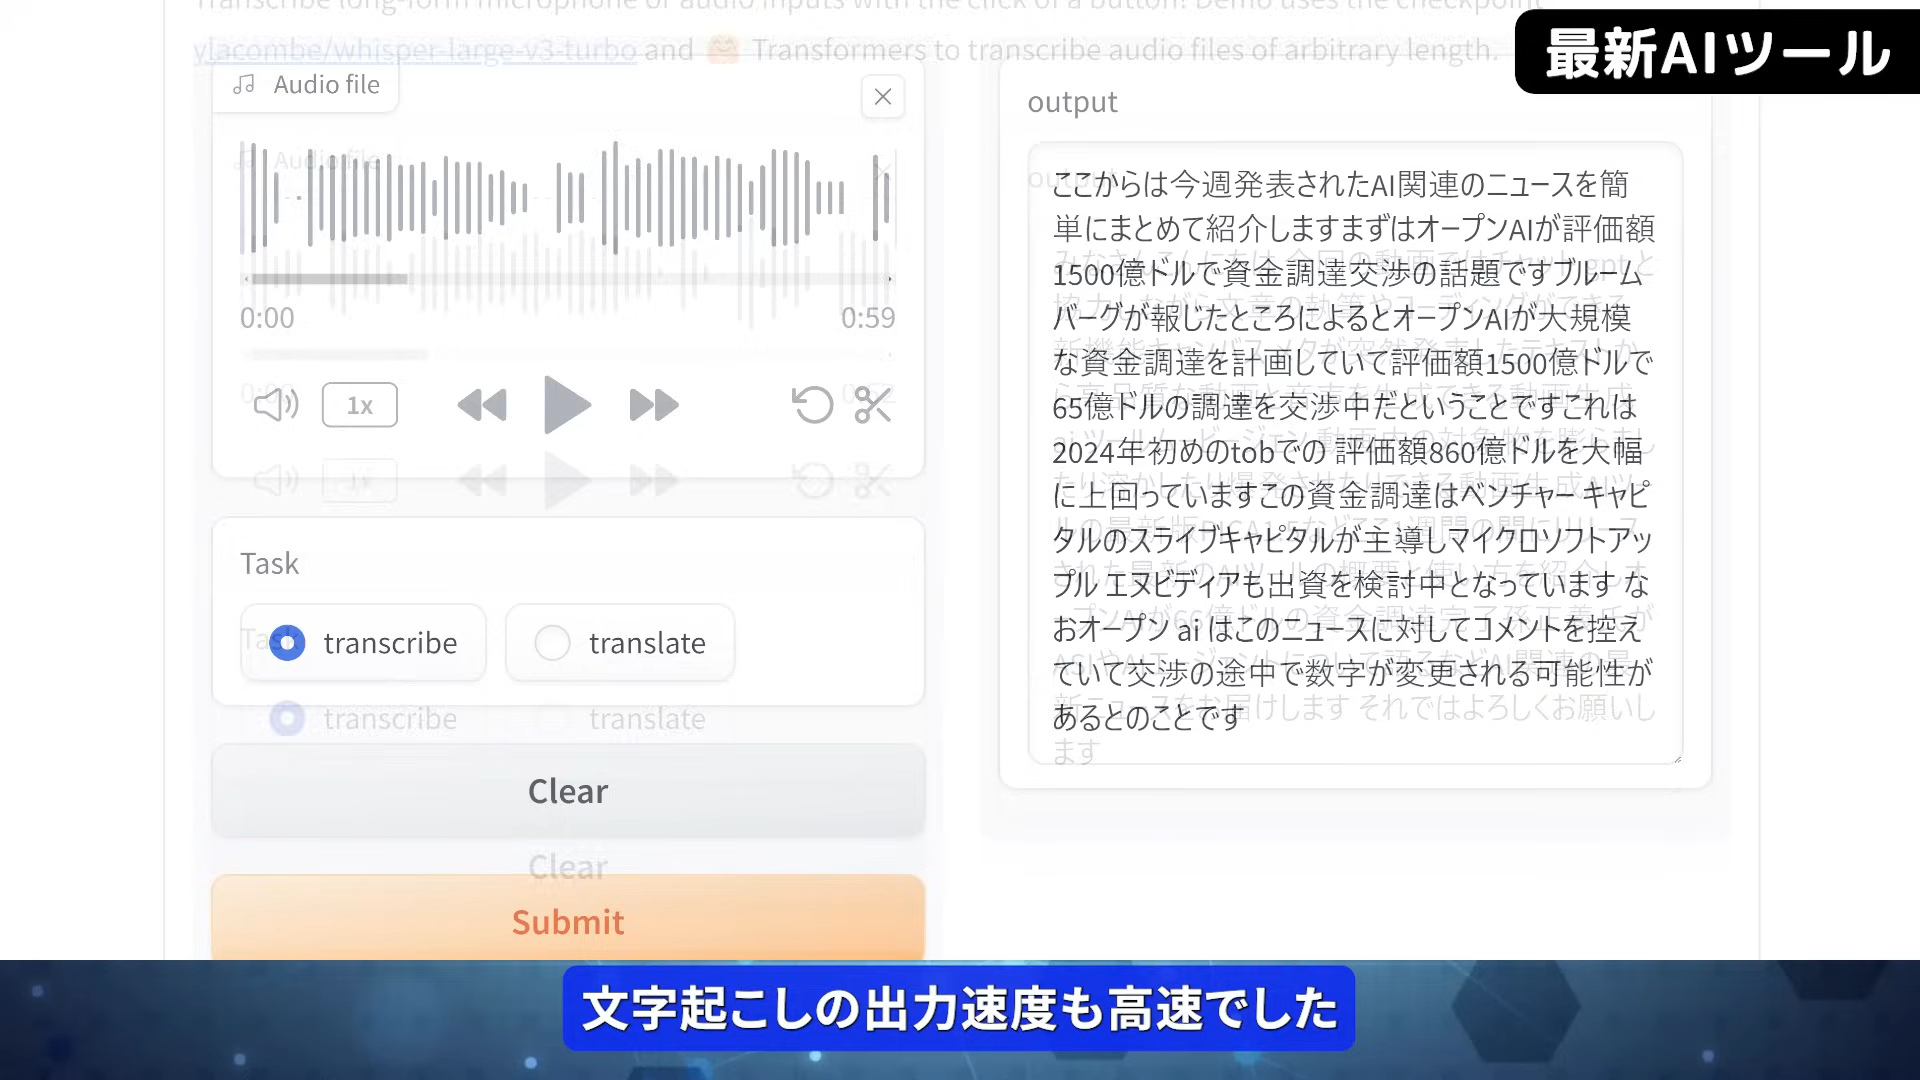 Transcribe long-form microphone or audio inputs with the click of a button! Demo uses the checkpoint
ylacombe/whisper-large-v3-turbo and 🤗 Transformers to transcribe audio files of arbitrary length.
最新AIツール
Audio file
0:00
0:59
1x
Task
transcribe
translate
Clear
Submit
output
ここからは今週発表されたAI関連のニュースを簡
単にまとめて紹介しますまずはオープンAIが評価額
1500億ドルで資金調達交渉の話題ですブルーム
バーグが報じたところによるとオープンAIが大規模
な資金調達を計画していて評価額1500億ドルで
65億ドルの調達を交渉中だということですこれは
2024年初めのtobでの 評価額860億ドルを大幅
に上回っていますこの資金調達はベンチャー キャピ
タルのスライブキャピタルが主導しマイクロソフトアッ
プル エヌビディアも出資を検討中となっています な
おオープン ai はこのニュースに対してコメントを控え
ていて交渉の途中で数字が変更される可能性が
あるとのことです
文字起こしの出力速度も高速でした